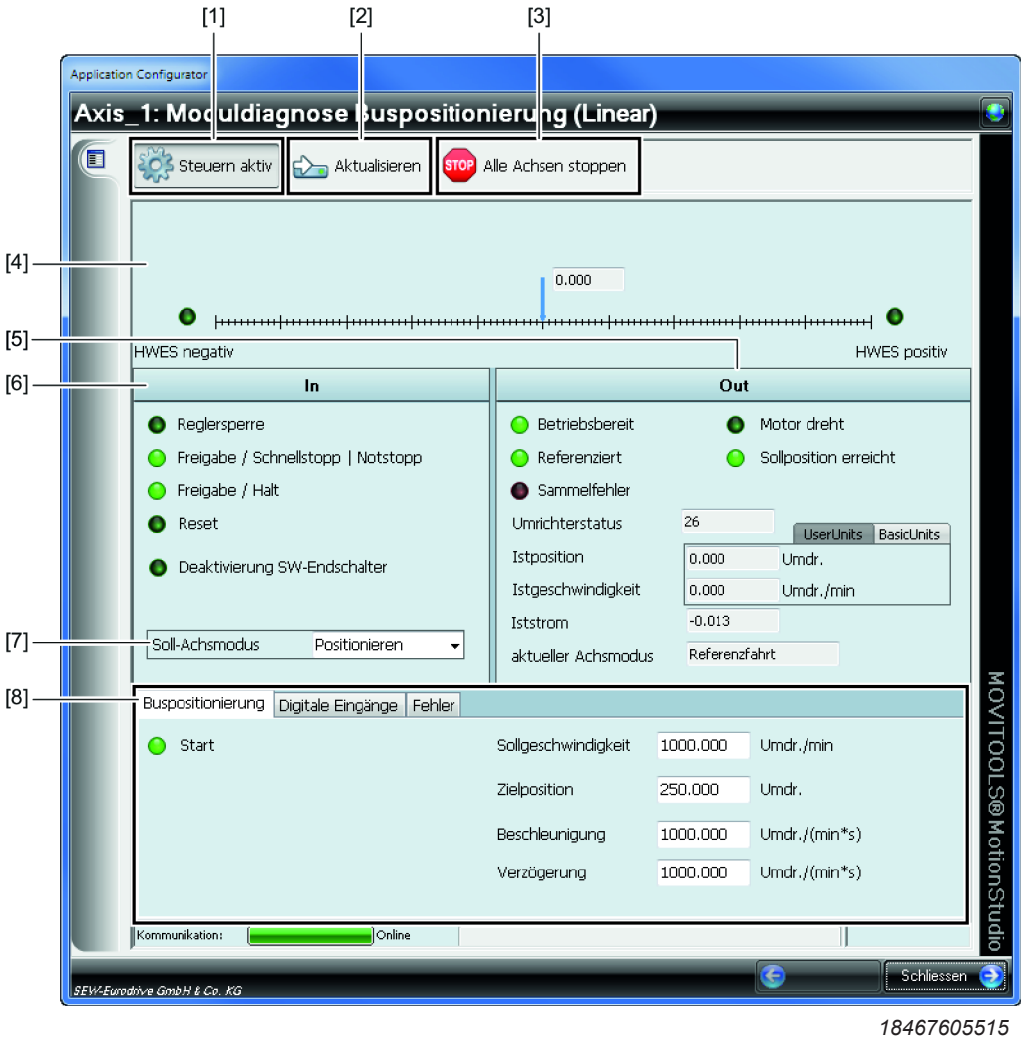 [1] [2] [3]
Application Configurator
Axis_1: Moduldiagnose Buspositionierung (Linear)
Steuern aktiv Aktualisieren STOP Alle Achsen stoppen
[4]
0.000
[5]
HWES negativ HWES positiv
[6] In Out
Reglersperre Betriebsbereit Motor dreht
Freigabe / Schnellstopp | Notstopp Referenziert Sollposition erreicht
Freigabe / Halt Sammelfehler
Reset Umrichterstatus 26 UserUnits BasicUnits
Deaktivierung SW-Endschalter Istposition 0.000 Umdr.
Istgeschwindigkeit 0.000 Umdr./min
Iststrom -0.013
[7] Soll-Achsmodus Positionieren aktueller Achsmodus Referenzfahrt
[8] Buspositionierung Digitale Eingänge Fehler
Start Sollgeschwindigkeit 1000.000 Umdr./min
Zielposition 250.000 Umdr.
Beschleunigung 1000.000 Umdr./(min*s)
Verzögerung 1000.000 Umdr./(min*s)
Kommunikation: Online
MOVITOOLS®MotionStudio
Schliessen
SEW-Eurodrive GmbH & Co. KG
18467605515